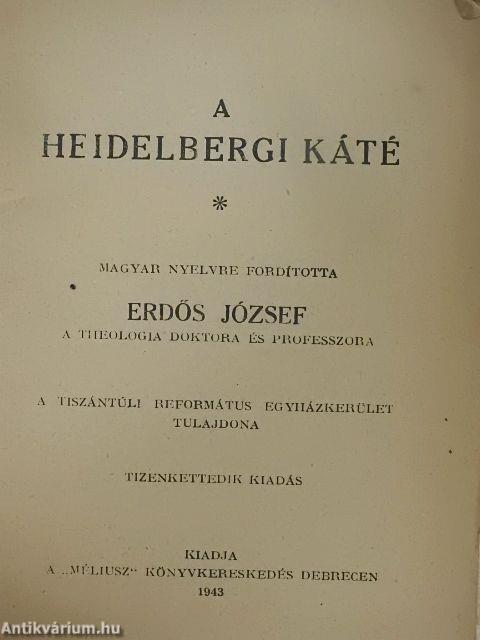 A
HEIDELBERGI KÁTÉ
*
MAGYAR NYELVRE FORDÍTOTTA
ERDŐS JÓZSEF
A THEOLOGIA DOKTORA ÉS PROFESSZORA
A TISZÁNTÚLI REFORMÁTUS EGYHÁZKERÜLET
TULAJDONA
TIZENKETTEDIK KIADÁS
KIADJA
A „MÉLIUSZ“ KÖNYVKERESKEDÉS DEBRECEN
1943
Antikvárium.hu